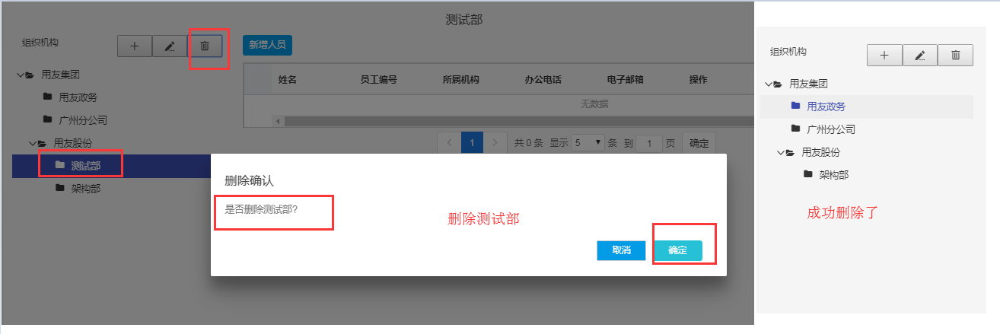 测试部
组织机构
新增人员
用友集团
用友政务
广州分公司
用友股份
测试部
架构部
姓名 员工编号 所属机构 办公电话 电子邮箱 操作
无数据
1 共 0 条 显示 5 条 到 1 页 确定
删除确认
是否删除测试部?
删除测试部
取消 确定
组织机构
用友集团
用友政务
广州分公司
用友股份
架构部
成功删除了